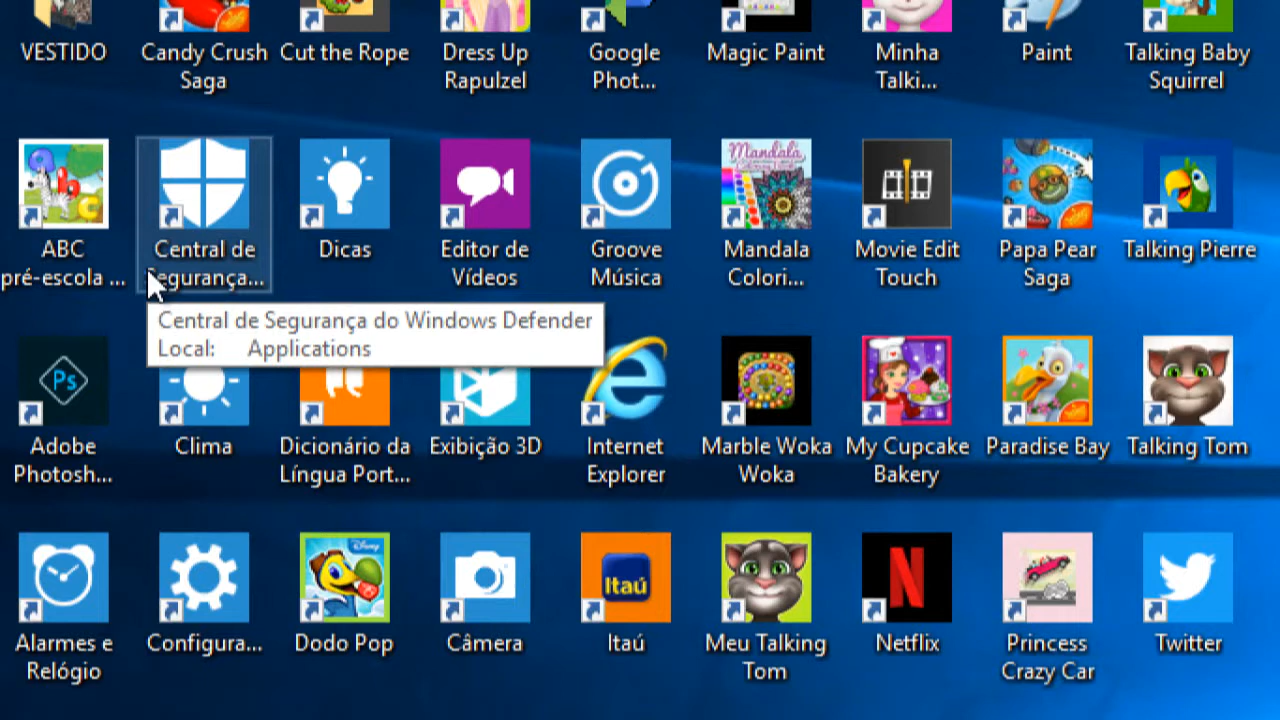 VESTIDO
Candy Crush
Saga
Cut the Rope
Dress Up
Rapulzel
Google
Phot...
Magic Paint
Minha
Talki...
Paint
Talking Baby
Squirrel
ABC
pré-escola ...
Central de
Segurança...
Dicas
Editor de
Vídeos
Groove
Música
Mandala
Mandala
Colori...
Movie Edit
Touch
Papa Pear
Saga
Talking Pierre
Central de Segurança do Windows Defender
Local: Applications
Ps
Adobe
Photosh...
Clima
Dicionário da
Língua Port...
Exibição 3D
Internet
Explorer
Marble Woka
Woka
My Cupcake
Bakery
Paradise Bay
Talking Tom
Alarmes e
Relógio
Configura...
Disney
Dodo Pop
Câmera
Itaú
Itaú
Meu Talking
Tom
N
Netflix
Princess
Crazy Car
Twitter